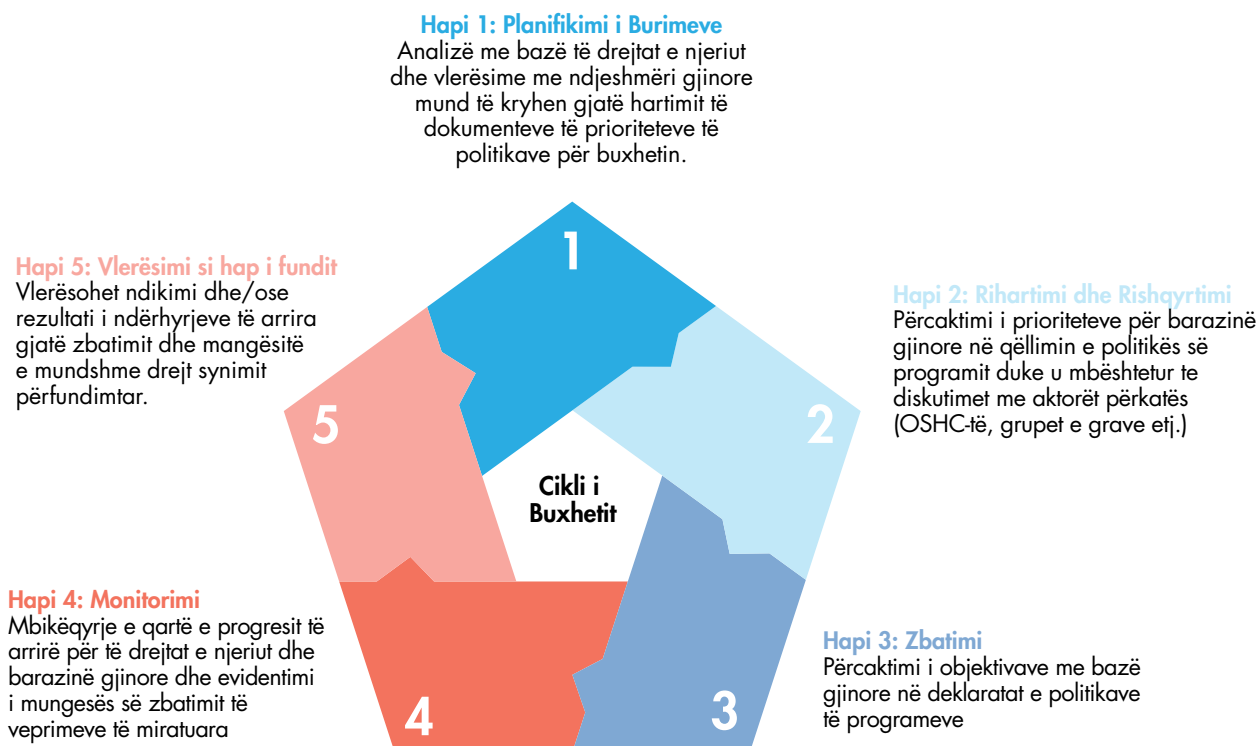 Hapi 1: Planifikimi i Burimeve
Analizë me bazë të drejtat e njeriut
dhe vlerësime me ndjeshmëri gjinore
mund të kryhen gjatë hartimit të
dokumenteve të prioriteteve të
politikave për buxhetin.
1
Hapi 2: Rihartimi dhe Rishqyrtimi
Përcaktimi i prioriteteve për barazinë
gjinore në qëllimin e politikës së
programit duke u mbështetur te
diskutimet me aktorët përkatës
(OSHC-të, grupet e grave etj.)
2
Hapi 3: Zbatimi
Përcaktimi i objektivave me bazë
gjinore në deklaratat e politikave
të programeve
3
Hapi 4: Monitorimi
Mbikëqyrje e qartë e progresit të
arrirë për të drejtat e njeriut dhe
barazinë gjinore dhe evidentimi
i mungesës së zbatimit të
veprimeve të miratuara
4
Hapi 5: Vlerësimi si hap i fundit
Vlerësohet ndikimi dhe/ose
rezultati i ndërhyrjeve të arrira
gjatë zbatimit dhe mangësitë
e mundshme drejt synimit
përfundimtar.
5
Cikli i
Buxhetit